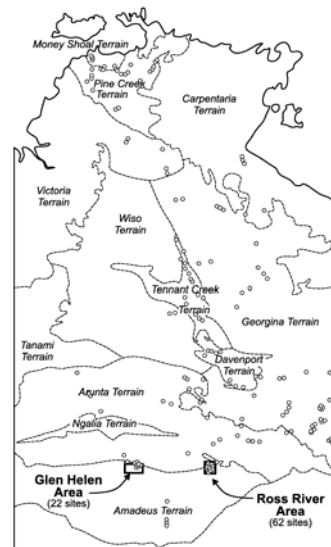 Money Shoal Terrain
Pine Creek
Terrain
Carpentaria
Terrain
Victoria
Terrain
Wiso
Terrain
Tennant Creek
Terrain
Georgina Terrain
Tanami
Terrain
Davenport
Terrain
Arunta Terrain
Ngalia Terrain
Glen Helen
Area
(22 sites)
Ross River
Area
(62 sites)
Amadeus Terrain